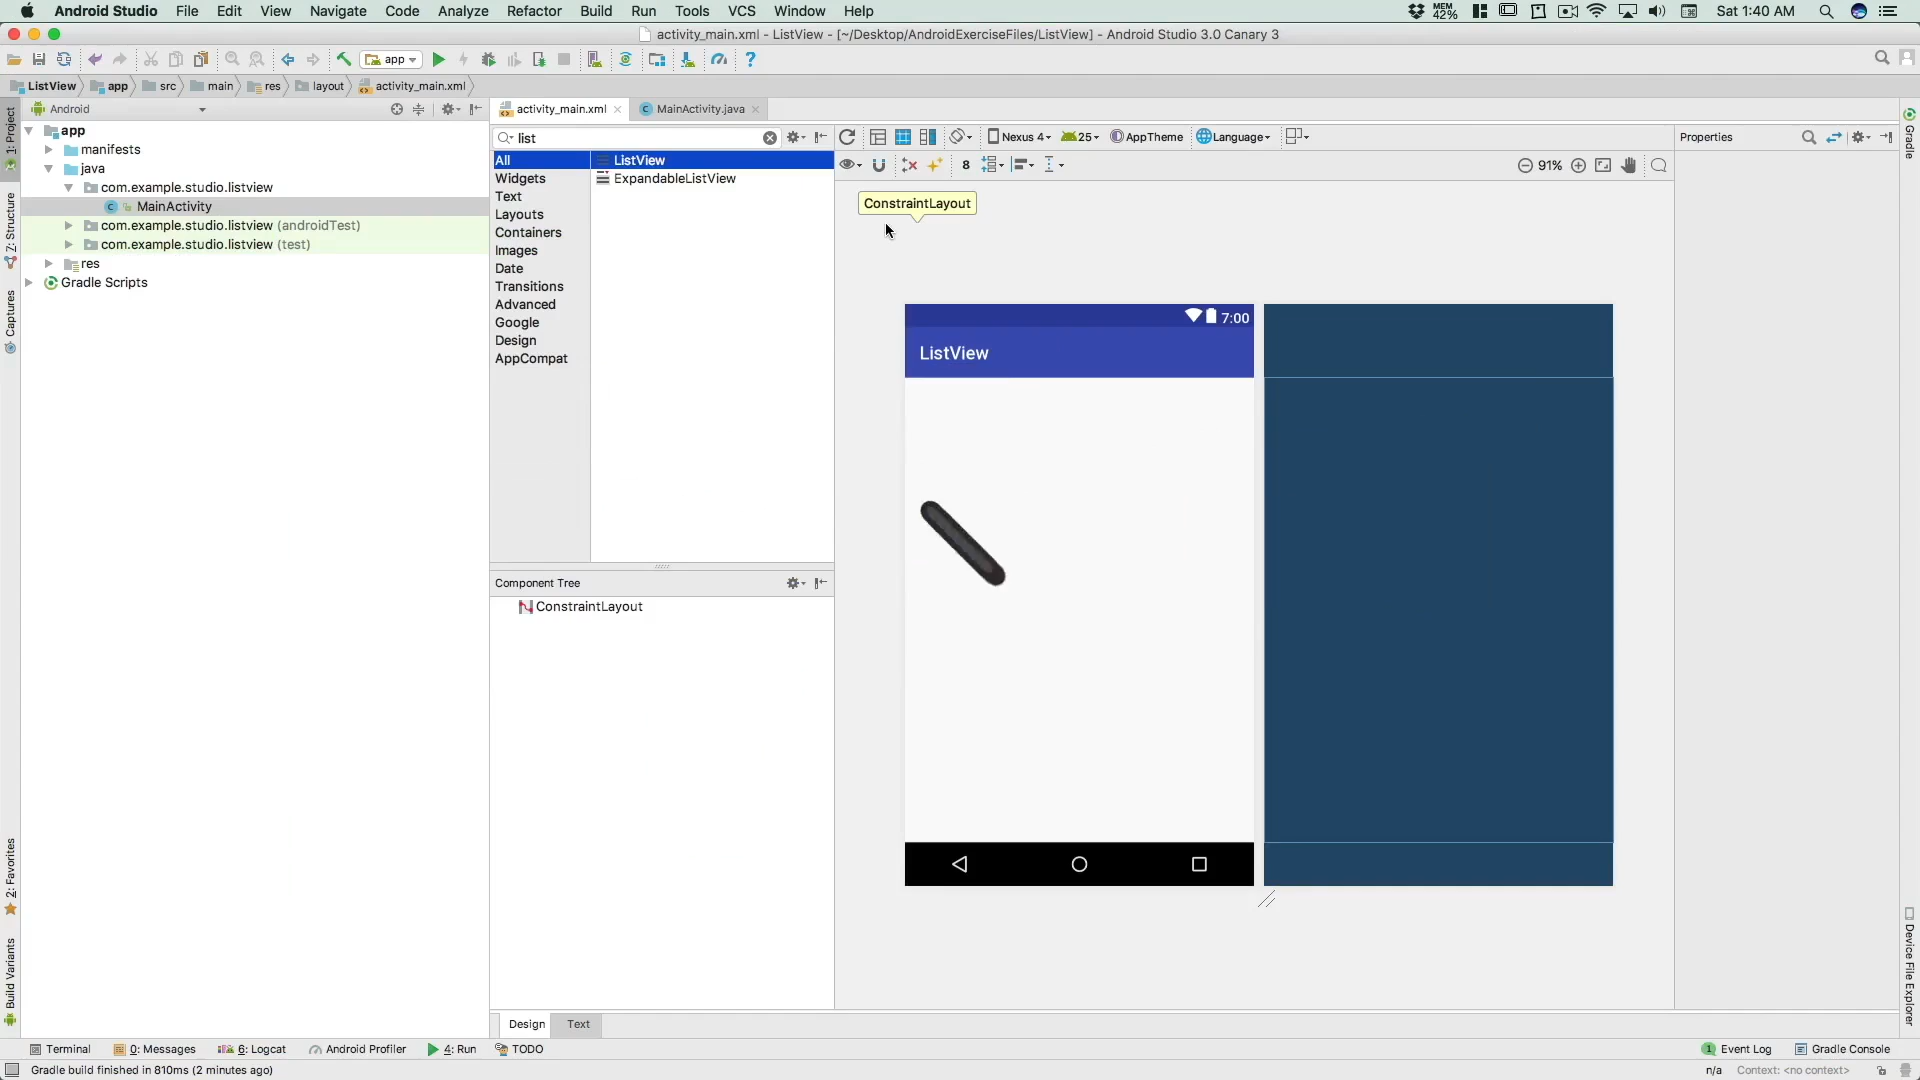 Android Studio File Edit View Navigate Code Analyze Refactor Build Run Tools VCS Window Help
MEM 42% Sat 1:40 AM
activity_main.xml - ListView - [~/Desktop/AndroidExerciseFiles/ListView] - Android Studio 3.0 Canary 3
app
ListView app src main res layout activity_main.xml
Android
activity_main.xml MainActivity.java
1: Project
Z: Structure
Captures
2: Favorites
Build Variants
app
manifests
java
com.example.studio.listview
MainActivity
com.example.studio.listview (androidTest)
com.example.studio.listview (test)
res
Gradle Scripts
list
All
Widgets
Text
Layouts
Containers
Images
Date
Transitions
Advanced
Google
Design
AppCompat
ListView
ExpandableListView
Component Tree
ConstraintLayout
Nexus 4 25 AppTheme Language
8
91%
ConstraintLayout
7:00
ListView
Properties
Gradle
Device File Explorer
Design Text
Terminal 0: Messages 6: Logcat Android Profiler 4: Run TODO
1 Event Log Gradle Console
Gradle build finished in 810ms (2 minutes ago)
n/a Context: <no context>